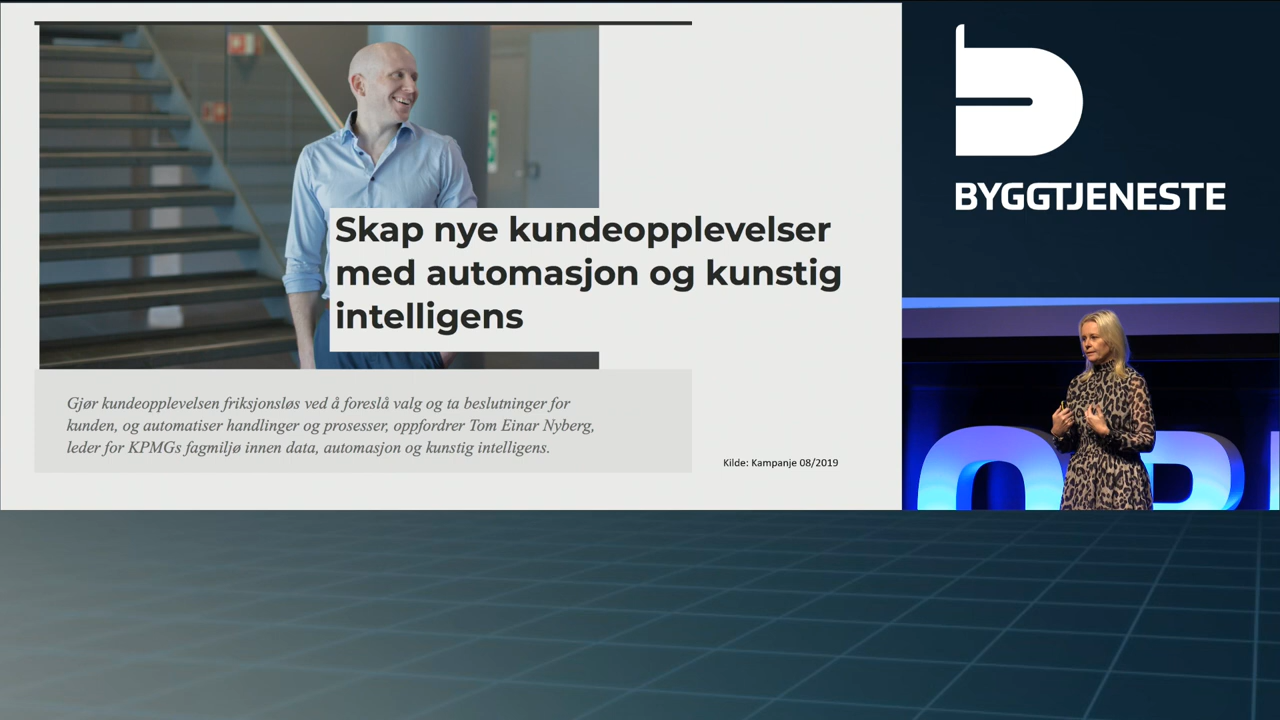 Skap nye kundeopplevelser
med automasjon og kunstig
intelligens
Gjør kundeopplevelsen friksjonsløs ved å foreslå valg og ta beslutninger for
kunden, og automatiser handlinger og prosesser, oppfordrer Tom Einar Nyberg,
leder for KPMGs fagmiljø innen data, automasjon og kunstig intelligens.
Kilde: Kampanje 08/2019
BYGGTJENESTE